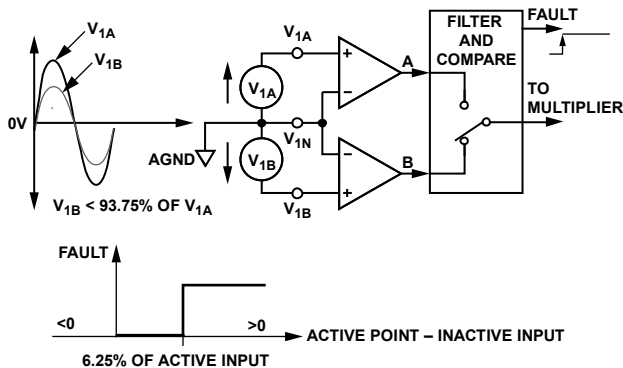 V1A
V1B
0V
V1B < 93.75% OF V1A
V1A
V1A
V1N
AGND
V1B
V1B
+
–
–
+
A
B
FILTER
AND
COMPARE
FAULT
TO
MULTIPLIER
FAULT
<0
>0
ACTIVE POINT – INACTIVE INPUT
6.25% OF ACTIVE INPUT